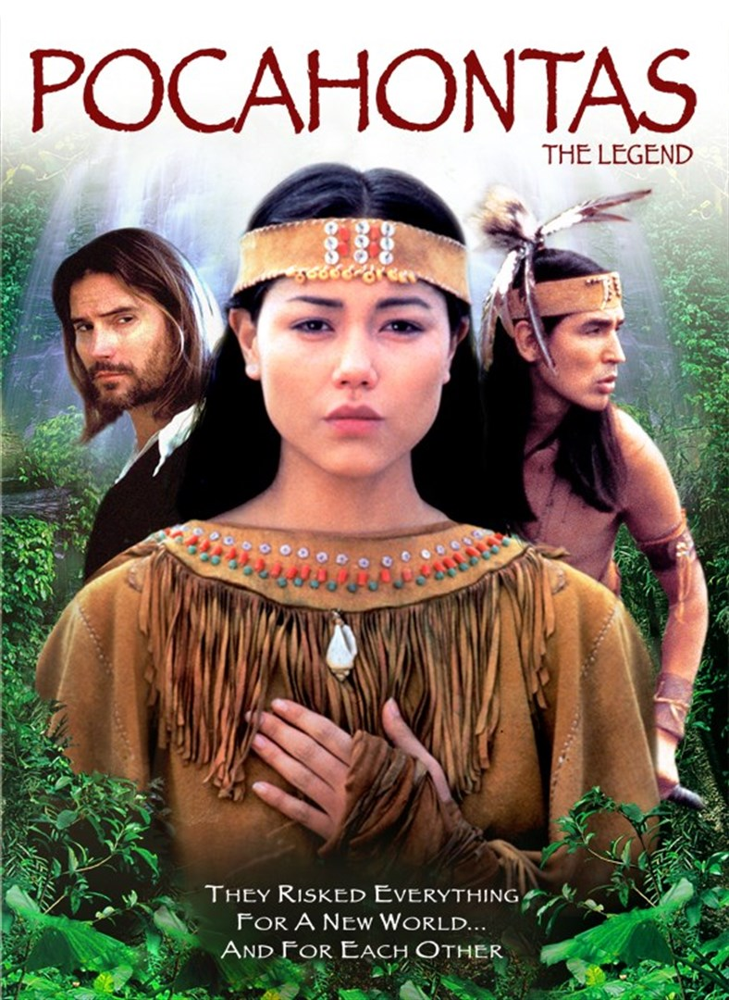 POCAHONTAS
THE LEGEND
THEY RISKED EVERYTHING
FOR A NEW WORLD...
AND FOR EACH OTHER